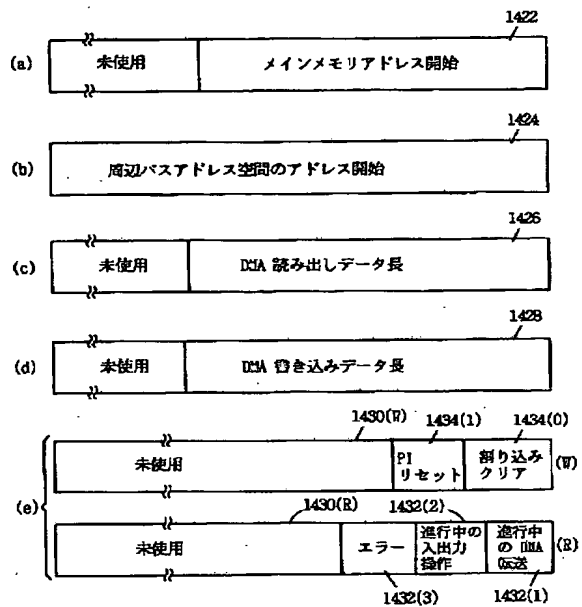 1422
(a) 未使用 メインメモリアドレス開始
1424
(b) 周辺バスアドレス空間のアドレス開始
1426
(c) 未使用 DMA 読み出しデータ長
1428
(d) 未使用 DMA 書き込みデータ長
1430(W) 1434(1) 1434(0)
(e) 未使用 PI リセット 割り込み クリア (W)
1430(R) 1432(2)
未使用 エラー 進行中の 入出力 操作 進行中 の DMA 転送 (R)
1432(3) 1432(1)